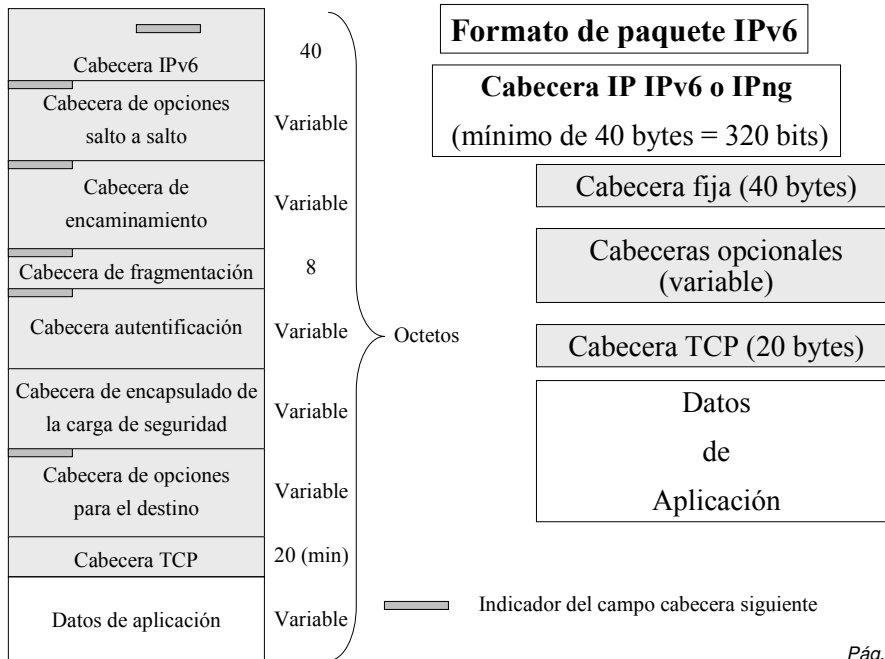 Cabecera IPv6
40
Cabecera de opciones
salto a salto
Variable
Cabecera de
encaminamiento
Variable
Cabecera de fragmentación
8
Cabecera autentificación
Variable
Cabecera de encapsulado de
la carga de seguridad
Variable
Cabecera de opciones
para el destino
Variable
Cabecera TCP
20 (min)
Datos de aplicación
Variable
Octetos
Formato de paquete IPv6
Cabecera IP IPv6 o IPng
(mínimo de 40 bytes = 320 bits)
Cabecera fija (40 bytes)
Cabeceras opcionales
(variable)
Cabecera TCP (20 bytes)
Datos
de
Aplicación
Indicador del campo cabecera siguiente
Pág.